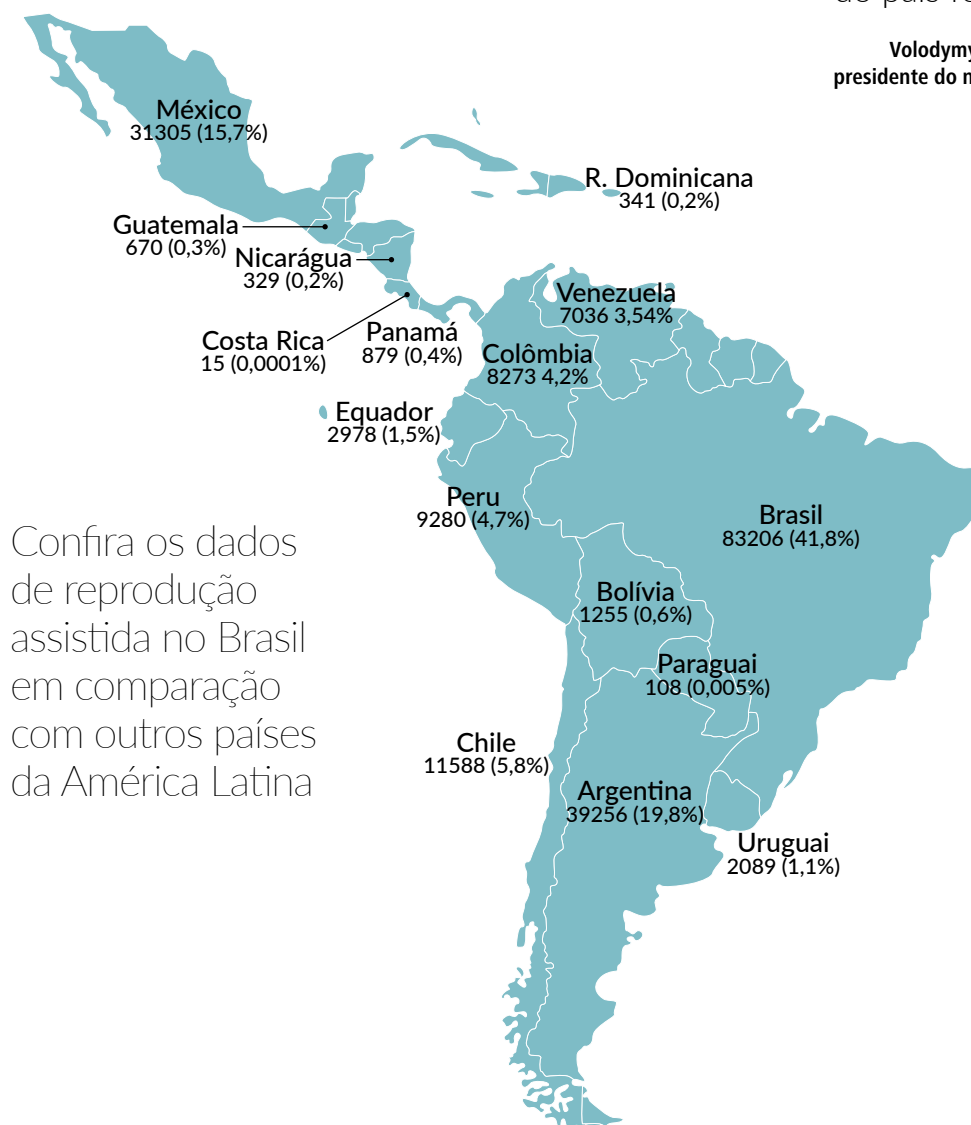 Volodymy
presidente do n
México
31305 (15,7%)
R. Dominicana
341 (0,2%)
Guatemala
670 (0,3%)
Nicarágua
329 (0,2%)
Costa Rica
15 (0,0001%)
Panamá
879 (0,4%)
Venezuela
7036 3,54%
Colômbia
8273 4,2%
Equador
2978 (1,5%)
Peru
9280 (4,7%)
Brasil
83206 (41,8%)
Confira os dados
de reprodução
assistida no Brasil
em comparação
com outros países
da América Latina
Bolívia
1255 (0,6%)
Paraguai
108 (0,005%)
Chile
11588 (5,8%)
Argentina
39256 (19,8%)
Uruguai
2089 (1,1%)